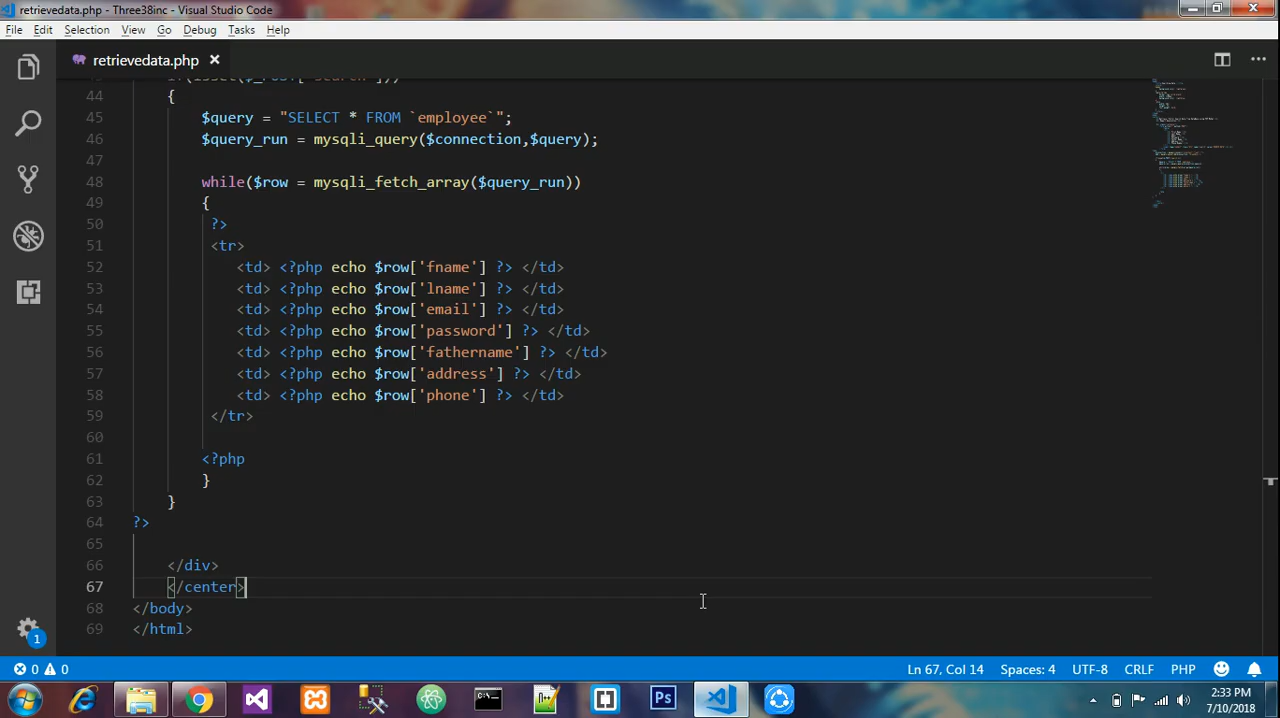 retrievedata.php - Three38inc - Visual Studio Code
File Edit Selection View Go Debug Tasks Help
retrievedata.php ×
44 {
45 $query = "SELECT * FROM `employee`";
46 $query_run = mysqli_query($connection,$query);
47
48 while($row = mysqli_fetch_array($query_run))
49 {
50 ?>
51 <tr>
52 <td> <?php echo $row['fname'] ?> </td>
53 <td> <?php echo $row['lname'] ?> </td>
54 <td> <?php echo $row['email'] ?> </td>
55 <td> <?php echo $row['password'] ?> </td>
56 <td> <?php echo $row['fathername'] ?> </td>
57 <td> <?php echo $row['address'] ?> </td>
58 <td> <?php echo $row['phone'] ?> </td>
59 </tr>
60
61 <?php
62 }
63 }
64 ?>
65
66 </div>
67 </center>
68 </body>
69 </html>
1
0 0 Ln 67, Col 14 Spaces: 4 UTF-8 CRLF PHP
Ps
2:33 PM
7/10/2018